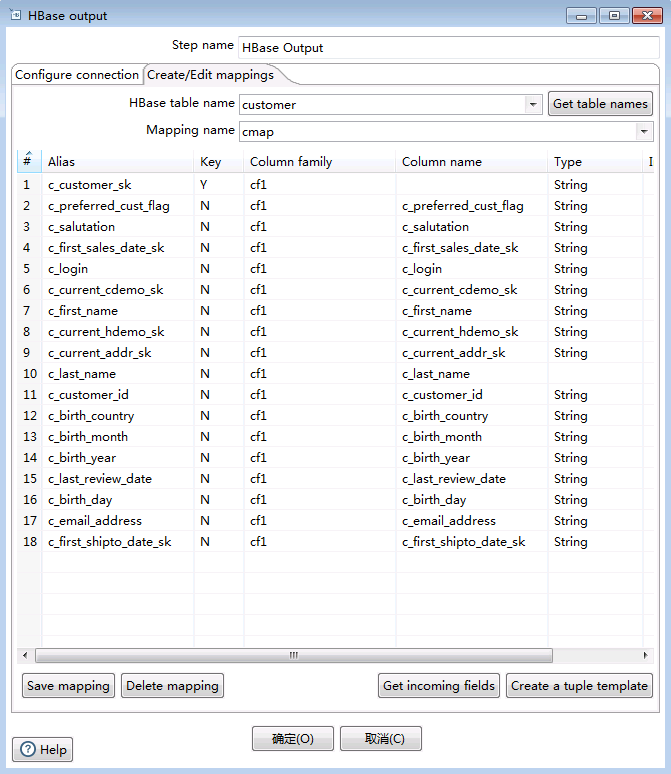 HBase output
Step name HBase Output
Configure connection Create/Edit mappings
HBase table name customer Get table names
Mapping name cmap
# Alias Key Column family Column name Type I
1 c_customer_sk Y cf1 String
2 c_preferred_cust_flag N cf1 c_preferred_cust_flag String
3 c_salutation N cf1 c_salutation String
4 c_first_sales_date_sk N cf1 c_first_sales_date_sk String
5 c_login N cf1 c_login String
6 c_current_cdemo_sk N cf1 c_current_cdemo_sk String
7 c_first_name N cf1 c_first_name String
8 c_current_hdemo_sk N cf1 c_current_hdemo_sk String
9 c_current_addr_sk N cf1 c_current_addr_sk String
10 c_last_name N cf1 c_last_name
11 c_customer_id N cf1 c_customer_id String
12 c_birth_country N cf1 c_birth_country String
13 c_birth_month N cf1 c_birth_month String
14 c_birth_year N cf1 c_birth_year String
15 c_last_review_date N cf1 c_last_review_date String
16 c_birth_day N cf1 c_birth_day String
17 c_email_address N cf1 c_email_address String
18 c_first_shipto_date_sk N cf1 c_first_shipto_date_sk String
Save mapping Delete mapping Get incoming fields Create a tuple template
确定(O) 取消(C)
Help